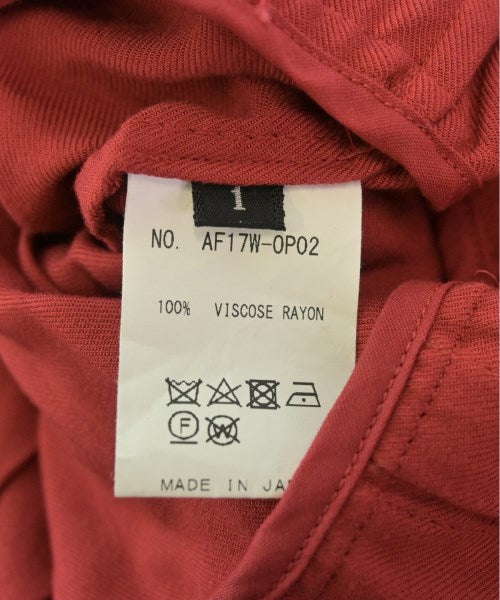 1
NO. AF17W-OP02
100% VISCOSE RAYON
F
W
MADE IN JA